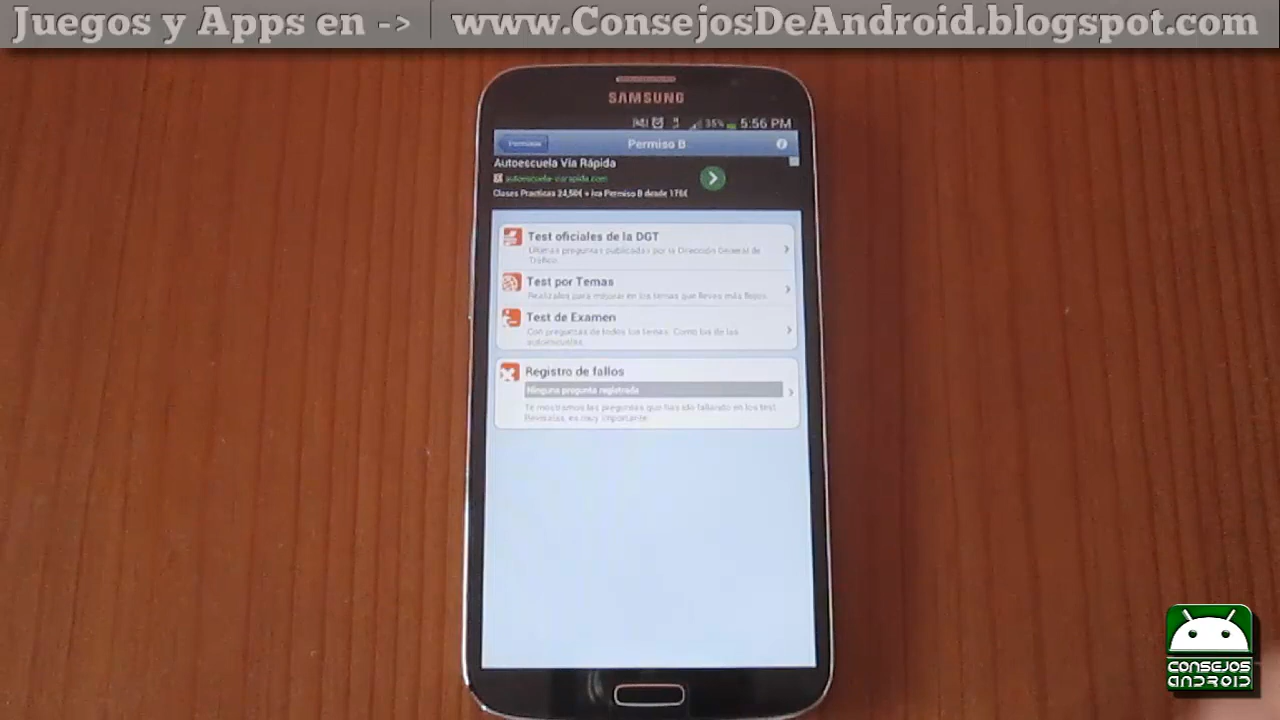 Juegos y Apps en -> | www.ConsejosDeAndroid.blogspot.com
SAMSUNG
35% 5:56 PM
Permisos Permiso B
Autoescuela Vía Rápida
autoescuela-viarapida.com
Clases Practicas 24,50€ + iva Permiso B desde 175€
Test oficiales de la DGT
Últimas preguntas publicadas por la Dirección General de
Tráfico.
Test por Temas
Realízalos para mejorar en los temas que lleves más flojos.
Test de Examen
Con preguntas de todos los temas. Como los de las
autoescuelas.
Registro de fallos
Ninguna pregunta registrada
Te mostramos las preguntas que has ido fallando en los test.
Revísalas, es muy importante.
CONSEJOS
ANDROID